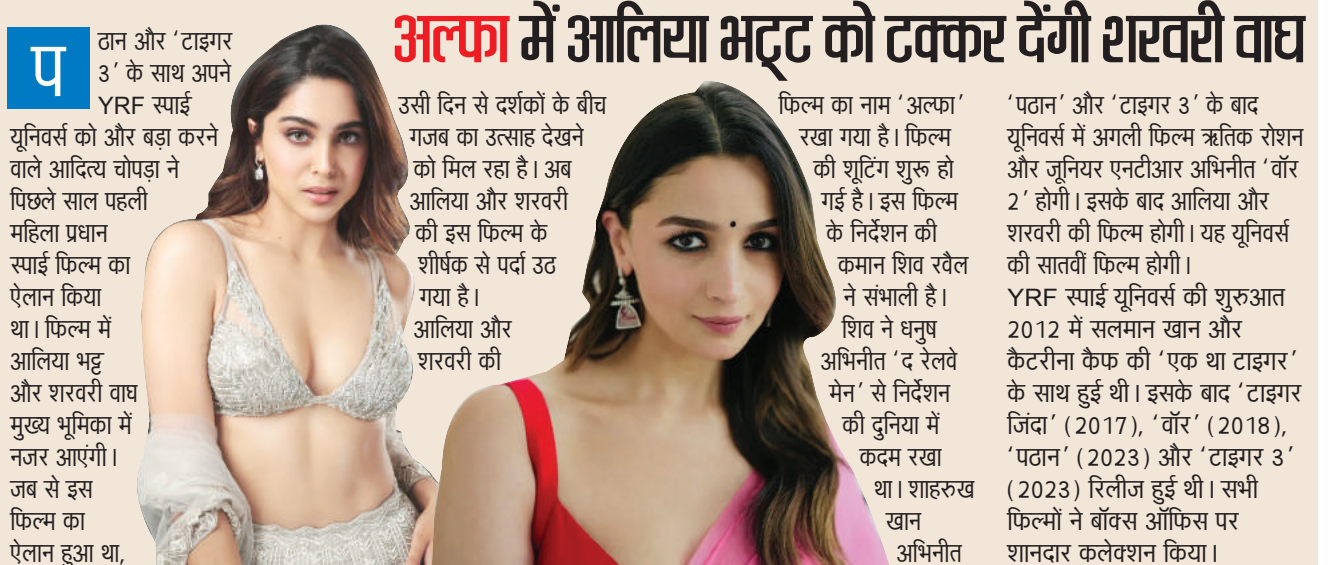 अल्फा में आलिया भट्ट को टक्कर देंगी शरवरी वाघ
पठान और ‘टाइगर
3’ के साथ अपने
YRF स्पाई
यूनिवर्स को और बड़ा करने
वाले आदित्य चोपड़ा ने
पिछले साल पहली
महिला प्रधान
स्पाई फिल्म का
ऐलान किया
था। फिल्म में
आलिया भट्ट
और शरवरी वाघ
मुख्य भूमिका में
नजर आएंगी।
जब से इस
फिल्म का
ऐलान हुआ था,
उसी दिन से दर्शकों के बीच
गजब का उत्साह देखने
को मिल रहा है। अब
आलिया और शरवरी
की इस फिल्म के
शीर्षक से पर्दा उठ
गया है।
आलिया और
शरवरी की
फिल्म का नाम ‘अल्फा’
रखा गया है। फिल्म
की शूटिंग शुरू हो
गई है। इस फिल्म
के निर्देशन की
कमान शिव रवैल
ने संभाली है।
शिव ने धनुष
अभिनीत ‘द रेलवे
मेन’ से निर्देशन
की दुनिया में
कदम रखा
था। शाहरुख
खान
अभिनीत
‘पठान’ और ‘टाइगर 3’ के बाद
यूनिवर्स में अगली फिल्म ऋतिक रोशन
और जूनियर एनटीआर अभिनीत ‘वॉर
2’ होगी। इसके बाद आलिया और
शरवरी की फिल्म होगी। यह यूनिवर्स
की सातवीं फिल्म होगी।
YRF स्पाई यूनिवर्स की शुरुआत
2012 में सलमान खान और
कैटरीना कैफ की ‘एक था टाइगर’
के साथ हुई थी। इसके बाद ‘टाइगर
जिंदा’ (2017), ‘वॉर’ (2018),
‘पठान’ (2023) और ‘टाइगर 3’
(2023) रिलीज हुई थी। सभी
फिल्मों ने बॉक्स ऑफिस पर
शानदार कलेक्शन किया।